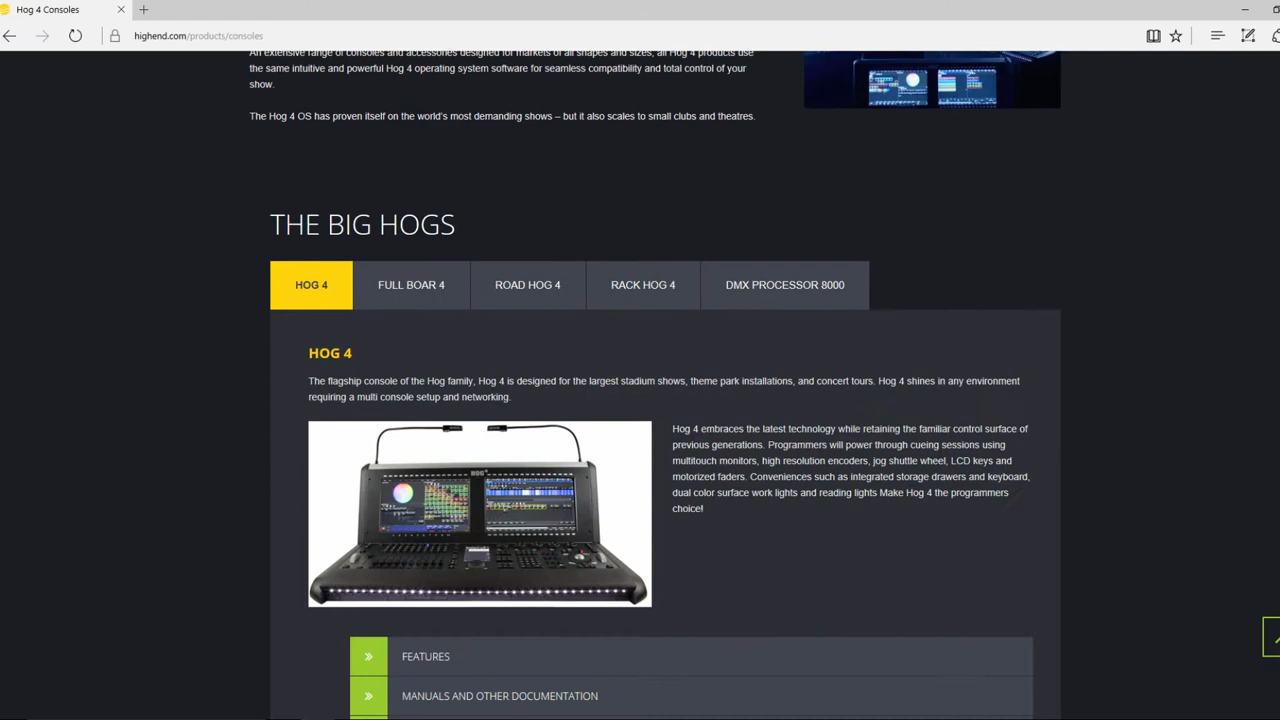 Hog 4 Consoles
highend.com/products/consoles
An extensive range of consoles and accessories designed for markets of all shapes and sizes, all Hog 4 products use
the same intuitive and powerful Hog 4 operating system software for seamless compatibility and total control of your
show.
The Hog 4 OS has proven itself on the world's most demanding shows – but it also scales to small clubs and theatres.
THE BIG HOGS
HOG 4 FULL BOAR 4 ROAD HOG 4 RACK HOG 4 DMX PROCESSOR 8000
HOG 4
The flagship console of the Hog family, Hog 4 is designed for the largest stadium shows, theme park installations, and concert tours. Hog 4 shines in any environment
requiring a multi console setup and networking.
Hog 4 embraces the latest technology while retaining the familiar control surface of
previous generations. Programmers will power through cueing sessions using
multitouch monitors, high resolution encoders, jog shuttle wheel, LCD keys and
motorized faders. Conveniences such as integrated storage drawers and keyboard,
dual color surface work lights and reading lights Make Hog 4 the programmers
choice!
HOG
FEATURES
MANUALS AND OTHER DOCUMENTATION